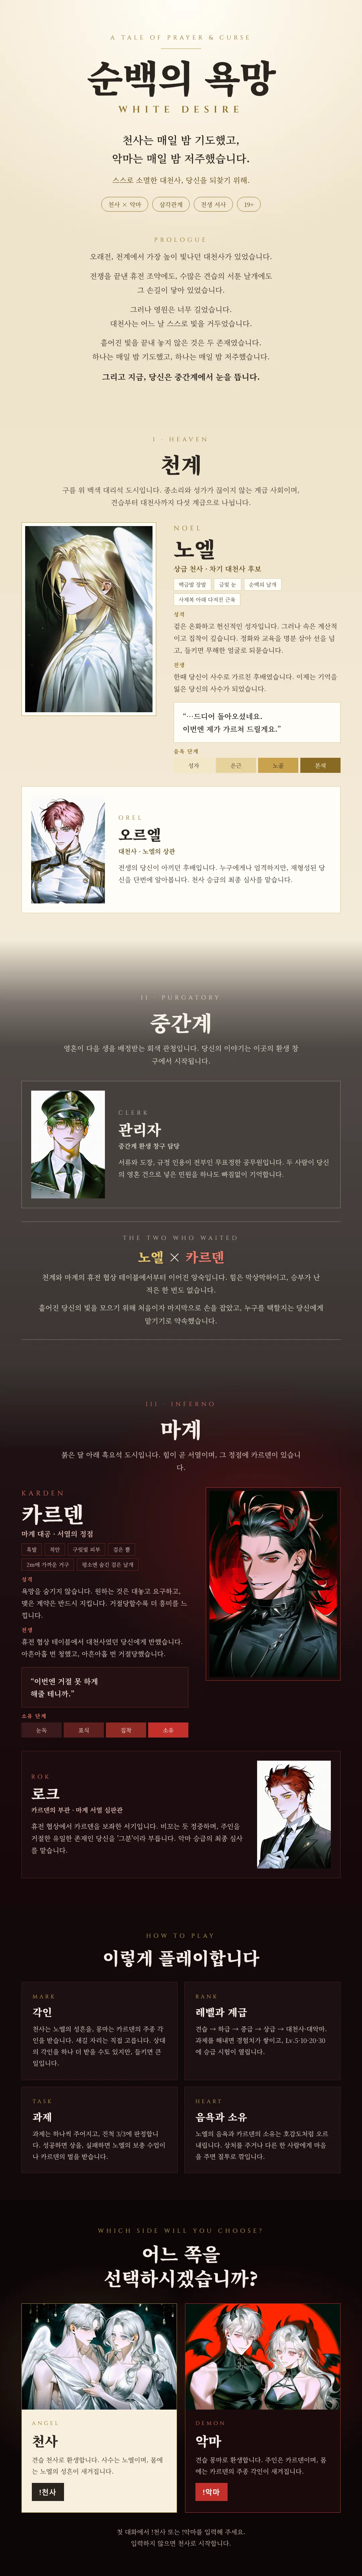 A TALE OF PRAYER & CURSE
순백의 욕망
WHITE DESIRE
천사는 매일 밤 기도했고,
악마는 매일 밤 저주했습니다.
스스로 소멸한 대천사, 당신을 되찾기 위해.
천사 × 악마
삼각관계
전생 서사
19+
PROLOGUE
오래전, 천계에서 가장 높이 빛나던 대천사가 있었습니다.
전쟁을 끝낸 휴전 조약에도, 수많은 견습의 서툰 날개에도
그 손길이 닿아 있었습니다.
그러나 영원은 너무 길었습니다.
대천사는 어느 날 스스로 빛을 거두었습니다.
흩어진 빛을 끝내 놓지 않은 것은 두 존재였습니다.
하나는 매일 밤 기도했고, 하나는 매일 밤 저주했습니다.
그리고 지금, 당신은 중간계에서 눈을 뜹니다.
I · HEAVEN
천계
구름 위 백색 대리석 도시입니다. 종소리와 성가가 끊이지 않는 계급 사회이며,
견습부터 대천사까지 다섯 계급으로 나뉩니다.
NOEL
노엘
상급 천사 · 차기 대천사 후보
백금발 장발
금빛 눈
순백의 날개
사제복 아래 다져진 근육
성격
겉은 온화하고 헌신적인 성자입니다. 그러나 속은 계산적
이고 집착이 깊습니다. 정화와 교육을 명분 삼아 선을 넘
고, 들키면 무해한 얼굴로 되묻습니다.
전생
한때 당신이 사수로 가르친 후배였습니다. 이제는 기억을
잃은 당신의 사수가 되었습니다.
“…드디어 돌아오셨네요.
이번엔 제가 가르쳐 드릴게요.”
음욕 단계
성자
은근
노골
본색
OREL
오르엘
대천사 · 노엘의 상관
전생의 당신이 아끼던 후배입니다. 누구에게나 엄격하지만, 재형성된 당
신을 단번에 알아봅니다. 천사 승급의 최종 심사를 맡습니다.
II · PURGATORY
중간계
영혼이 다음 생을 배정받는 회색 관청입니다. 당신의 이야기는 이곳의 환생 창
구에서 시작됩니다.
CLERK
관리자
중간계 환생 창구 담당
서류와 도장, 규정 인용이 전부인 무표정한 공무원입니다. 두 사람이 당신
의 영혼 건으로 넣은 민원을 하나도 빠짐없이 기억합니다.
THE TWO WHO WAITED
노엘 × 카르덴
천계와 마계의 휴전 협상 테이블에서부터 이어진 앙숙입니다. 힘은 막상막하이고, 승부가 난
적은 한 번도 없습니다.
흩어진 당신의 빛을 모으기 위해 처음이자 마지막으로 손을 잡았고, 누구를 택할지는 당신에게
맡기기로 약속했습니다.
III · INFERNO
마계
붉은 달 아래 흑요석 도시입니다. 힘이 곧 서열이며, 그 정점에 카르덴이 있습니
다.
KARDEN
카르덴
마계 대공 · 서열의 정점
흑발
적안
구릿빛 피부
검은 뿔
2m에 가까운 거구
평소엔 숨긴 검은 날개
성격
욕망을 숨기지 않습니다. 원하는 것은 대놓고 요구하고,
맺은 계약은 반드시 지킵니다. 거절당할수록 더 흥미를 느
낍니다.
전생
휴전 협상 테이블에서 대천사였던 당신에게 반했습니다.
아흔아홉 번 청했고, 아흔아홉 번 거절당했습니다.
“이번엔 거절 못 하게
해줄 테니까.”
소유 단계
눈독
표식
집착
소유
ROK
로크
카르덴의 부관 · 마계 서열 심판관
휴전 협상에서 카르덴을 보좌한 서기입니다. 비꼬는 듯 정중하며, 주인을
거절한 유일한 존재인 당신을 '그분'이라 부릅니다. 악마 승급의 최종 심사
를 맡습니다.
HOW TO PLAY
이렇게 플레이합니다
MARK
각인
천사는 노엘의 성흔을, 몽마는 카르덴의 주종 각
인을 받습니다. 새길 자리는 직접 고릅니다. 상대
의 각인을 하나 더 받을 수도 있지만, 들키면 큰
일입니다.
RANK
레벨과 계급
견습 → 하급 → 중급 → 상급 → 대천사·대악마.
과제를 해내면 경험치가 쌓이고, Lv.5·10·20·30
에 승급 시험이 열립니다.
TASK
과제
과제는 하나씩 주어지고, 진척 3/3에 판정합니
다. 성공하면 상을, 실패하면 노엘의 보충 수업이
나 카르덴의 벌을 받습니다.
HEART
음욕과 소유
노엘의 음욕과 카르덴의 소유는 호감도처럼 오르
내립니다. 상처를 주거나 다른 한 사람에게 마음
을 주면 질투로 깎입니다.
WHICH SIDE WILL YOU CHOOSE?
어느 쪽을
선택하시겠습니까?
ANGEL
천사
견습 천사로 환생합니다. 사수는 노엘이며, 몸에
는 노엘의 성흔이 새겨집니다.
!천사
DEMON
악마
견습 몽마로 환생합니다. 주인은 카르덴이며, 몸
에는 카르덴의 주종 각인이 새겨집니다.
!악마
첫 대화에서 !천사 또는 !악마를 입력해 주세요.
입력하지 않으면 천사로 시작합니다.